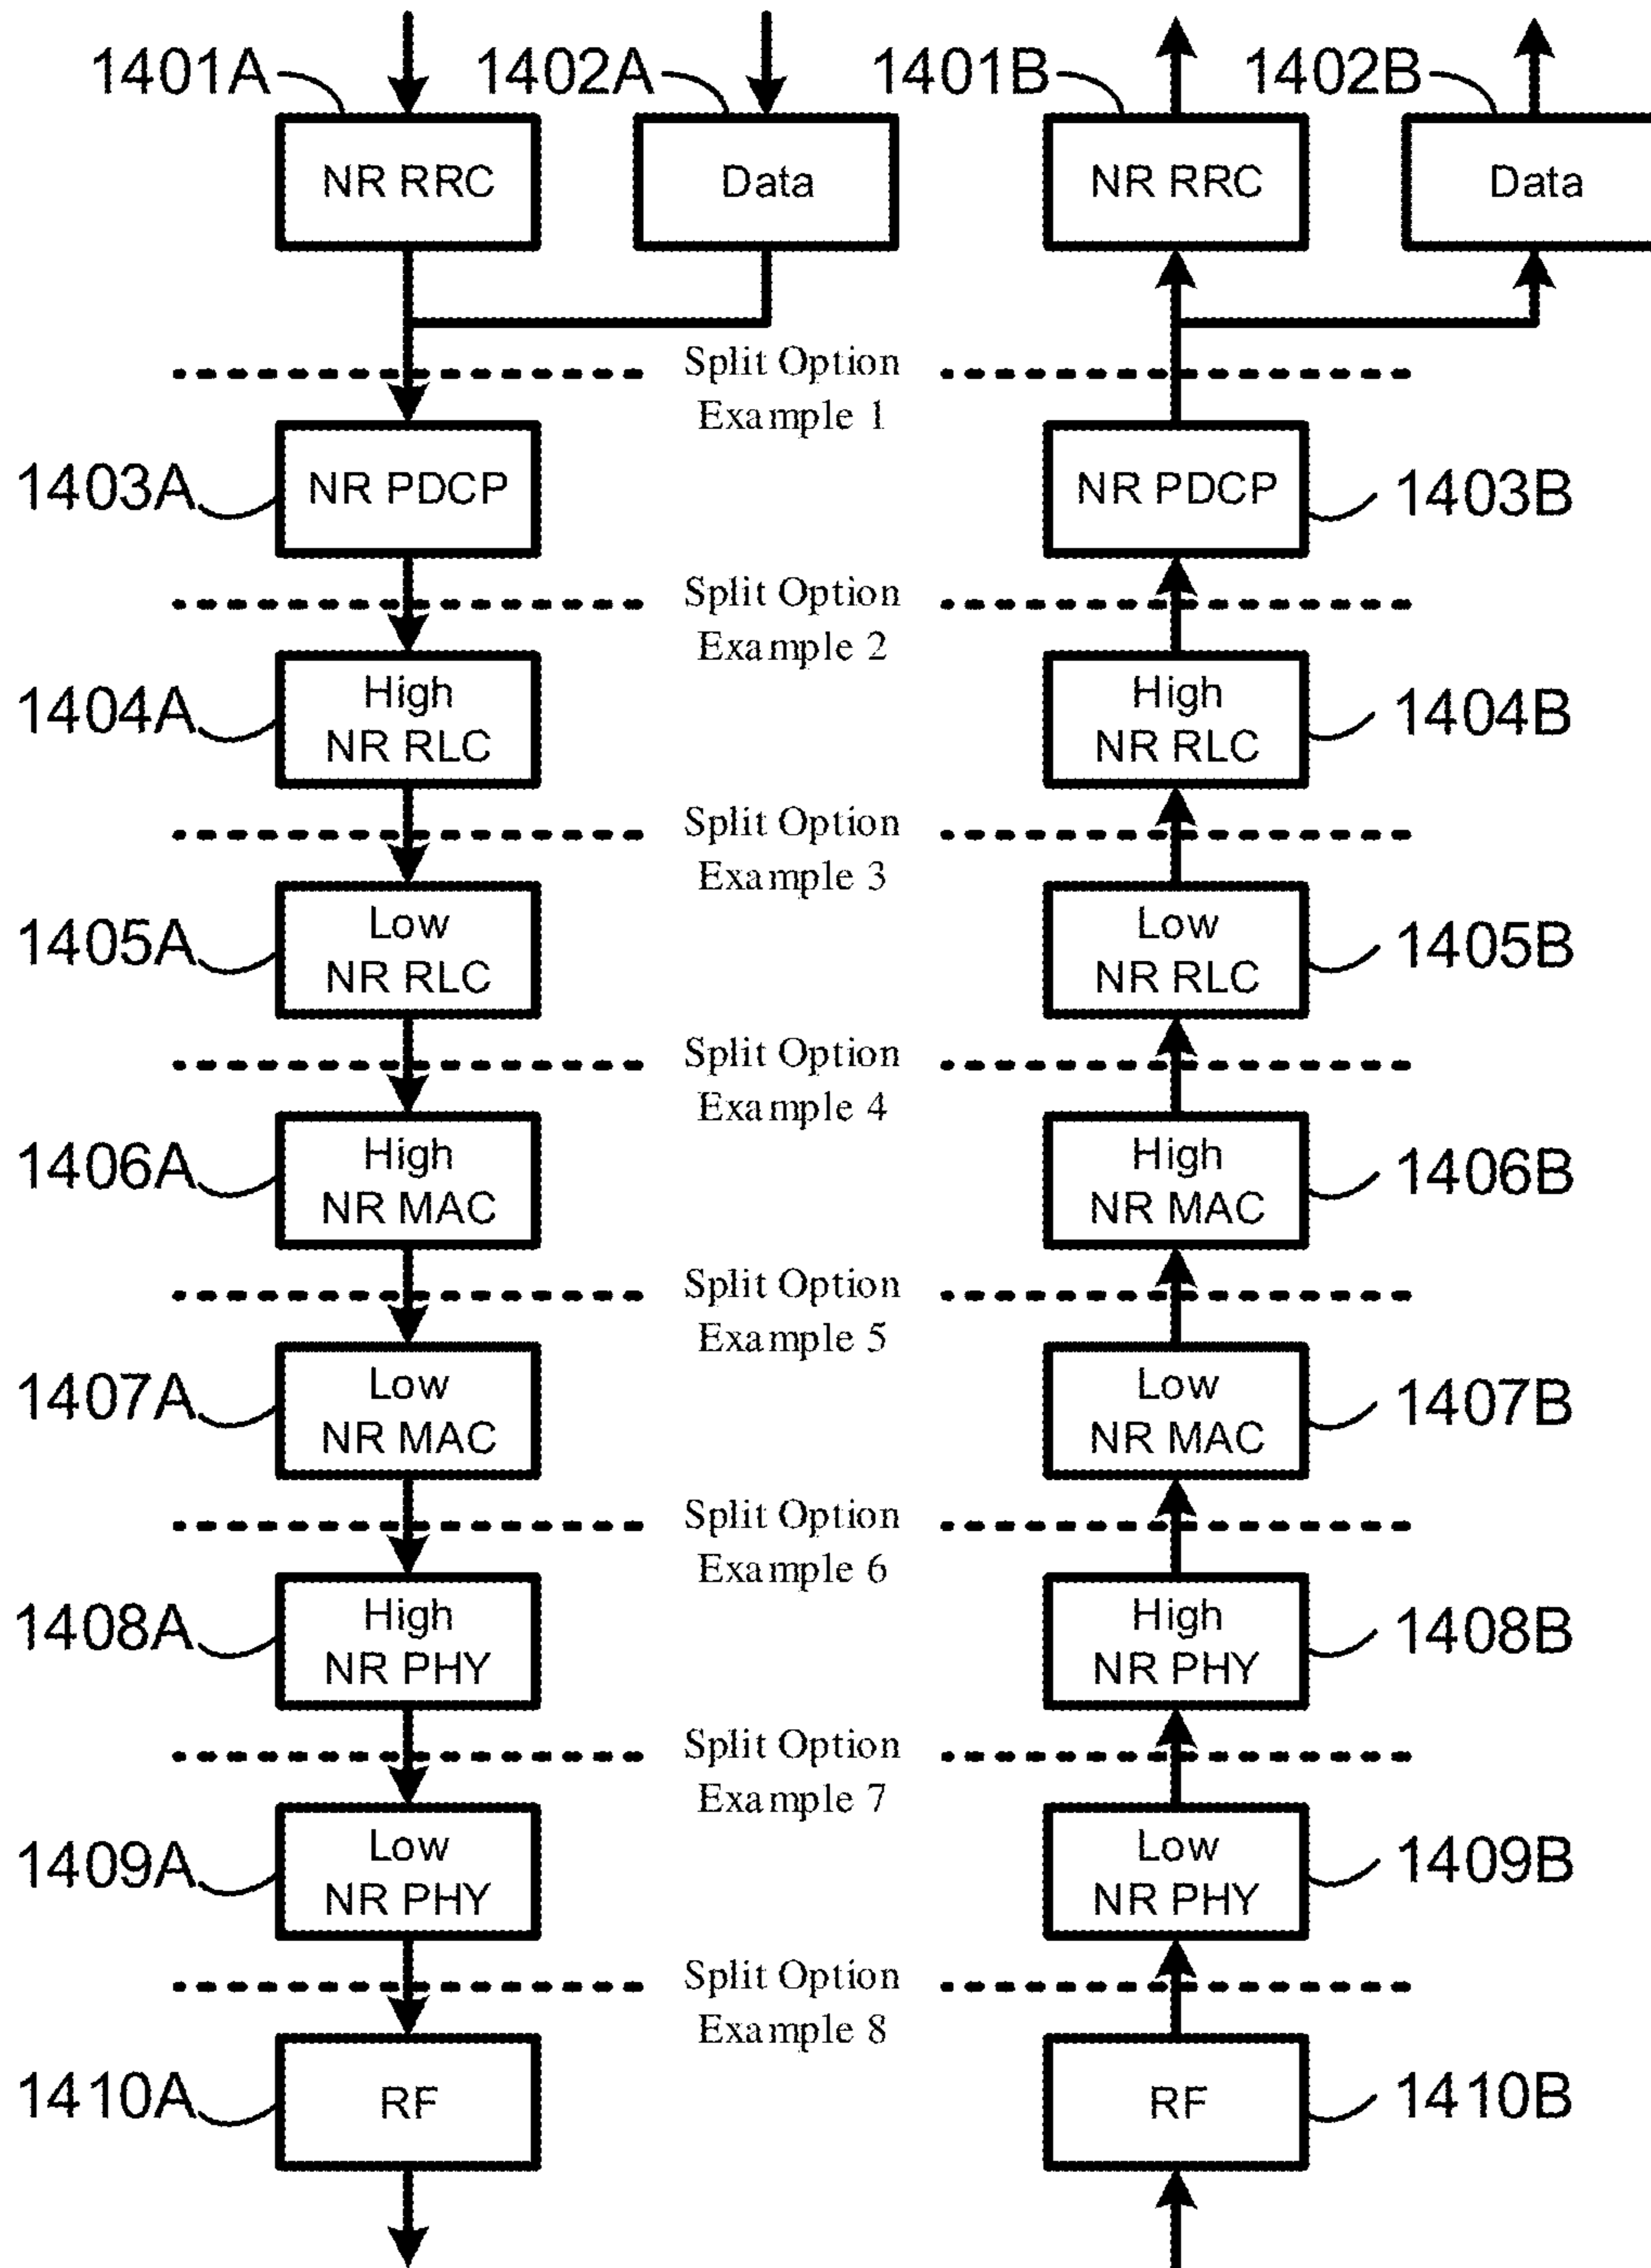 1401A 1402A 1401B 1402B
NR RRC Data NR RRC Data
Split Option
Example 1
1403A NR PDCP NR PDCP 1403B
Split Option
Example 2
1404A High NR RLC High NR RLC 1404B
Split Option
Example 3
1405A Low NR RLC Low NR RLC 1405B
Split Option
Example 4
1406A High NR MAC High NR MAC 1406B
Split Option
Example 5
1407A Low NR MAC Low NR MAC 1407B
Split Option
Example 6
1408A High NR PHY High NR PHY 1408B
Split Option
Example 7
1409A Low NR PHY Low NR PHY 1409B
Split Option
Example 8
1410A RF RF 1410B